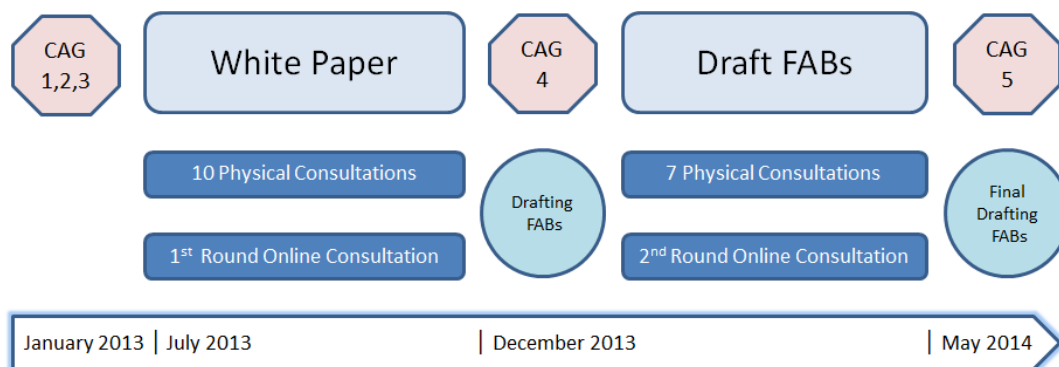 CAG
1,2,3
White Paper
CAG
4
Draft FABs
CAG
5
10 Physical Consultations
7 Physical Consultations
Drafting
FABs
Final
Drafting
FABs
1st Round Online Consultation
2nd Round Online Consultation
January 2013 | July 2013 | December 2013 | May 2014